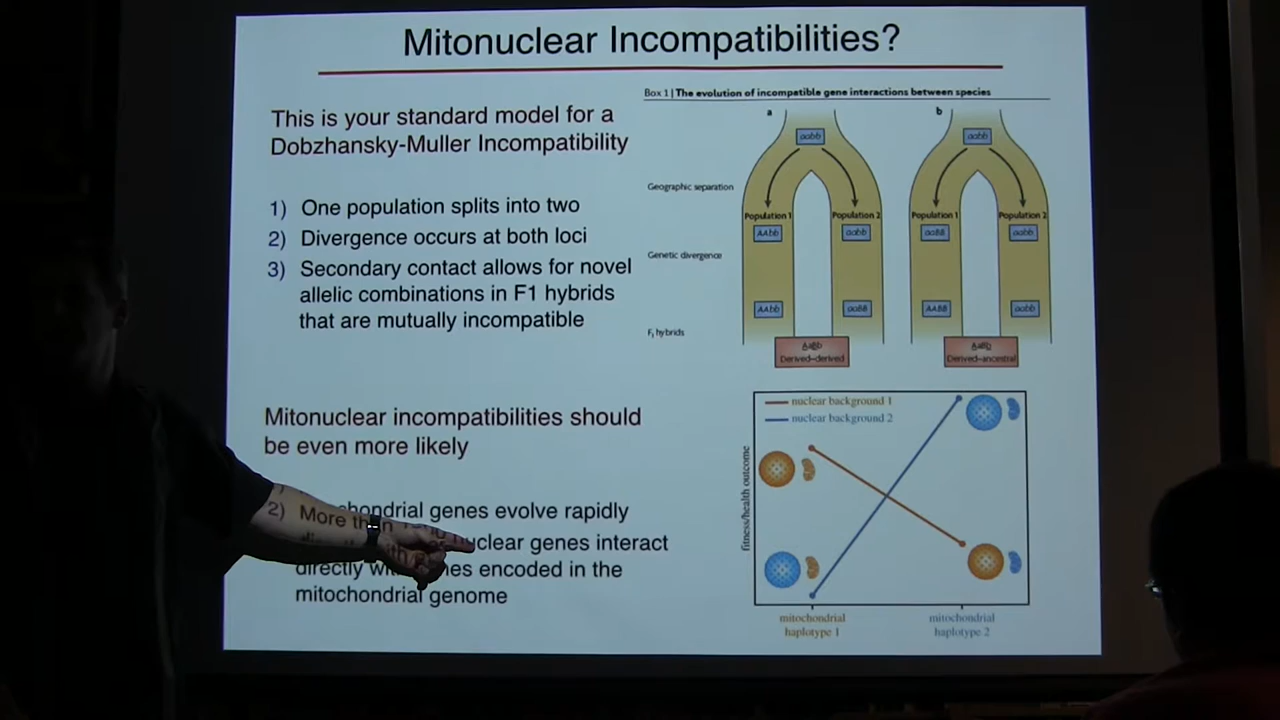 Mitonuclear Incompatibilities?
This is your standard model for a
Dobzhansky-Muller Incompatibility
1) One population splits into two
2) Divergence occurs at both loci
3) Secondary contact allows for novel
allelic combinations in F1 hybrids
that are mutually incompatible
Mitonuclear incompatibilities should
be even more likely
chondrial genes evolve rapidly
2) More than nuclear genes interact
directly with genes encoded in the
mitochondrial genome
Box 1 | The evolution of incompatible gene interactions between species
a b
aabb aabb
Geographic separation
Population 1 Population 2 Population 1 Population 2
AAbb aabb aaBB aabb
Genetic divergence
AAbb aaBB AABB aabb
F₁ hybrids
Derived–derived Derived–ancestral
nuclear background 1
nuclear background 2
fitness/health outcome
mitochondrial
haplotype 1
mitochondrial
haplotype 2